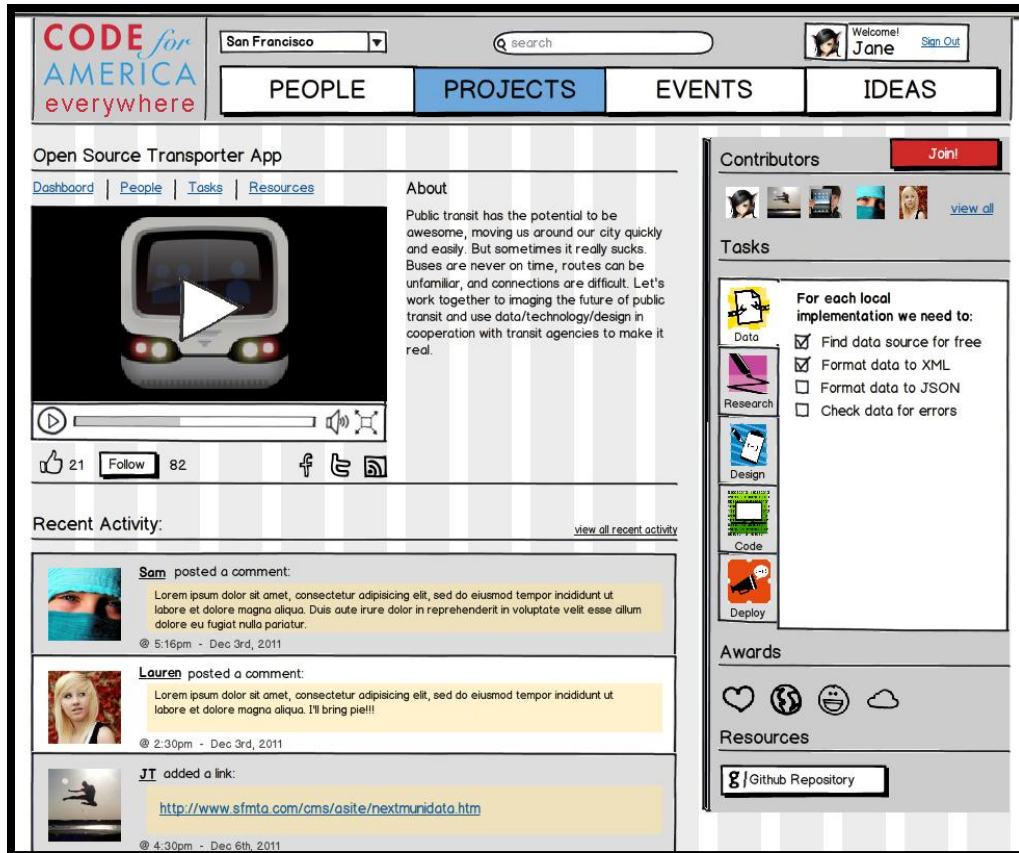 CODE for
AMERICA
everywhere
San Francisco
search
Welcome!
Jane
Sign Out
PEOPLE
PROJECTS
EVENTS
IDEAS
Open Source Transporter App
Dashbaord | People | Tasks | Resources
About
Public transit has the potential to be
awesome, moving us around our city quickly
and easily. But sometimes it really sucks.
Buses are never on time, routes can be
unfamiliar, and connections are difficult. Let's
work together to imaging the future of public
transit and use data/technology/design in
cooperation with transit agencies to make it
real.
21
Follow
82
Recent Activity:
view all recent activity
Sam posted a comment:
Lorem ipsum dolor sit amet, consectetur adipisicing elit, sed do eiusmod tempor incididunt ut
labore et dolore magna aliqua. Duis aute irure dolor in reprehenderit in voluptate velit esse cillum
dolore eu fugiat nulla pariatur.
@ 5:16pm - Dec 3rd, 2011
Lauren posted a comment:
Lorem ipsum dolor sit amet, consectetur adipisicing elit, sed do eiusmod tempor incididunt ut
labore et dolore magna aliqua. I'll bring pie!!!
@ 2:30pm - Dec 3rd, 2011
JT added a link:
http://www.sfmta.com/cms/asite/nextmunidata.htm
@ 4:30pm - Dec 6th, 2011
Contributors
Join!
view all
Tasks
Data
Research
Design
Code
Deploy
For each local
implementation we need to:
Find data source for free
Format data to XML
Format data to JSON
Check data for errors
Awards
Resources
g/Github Repository